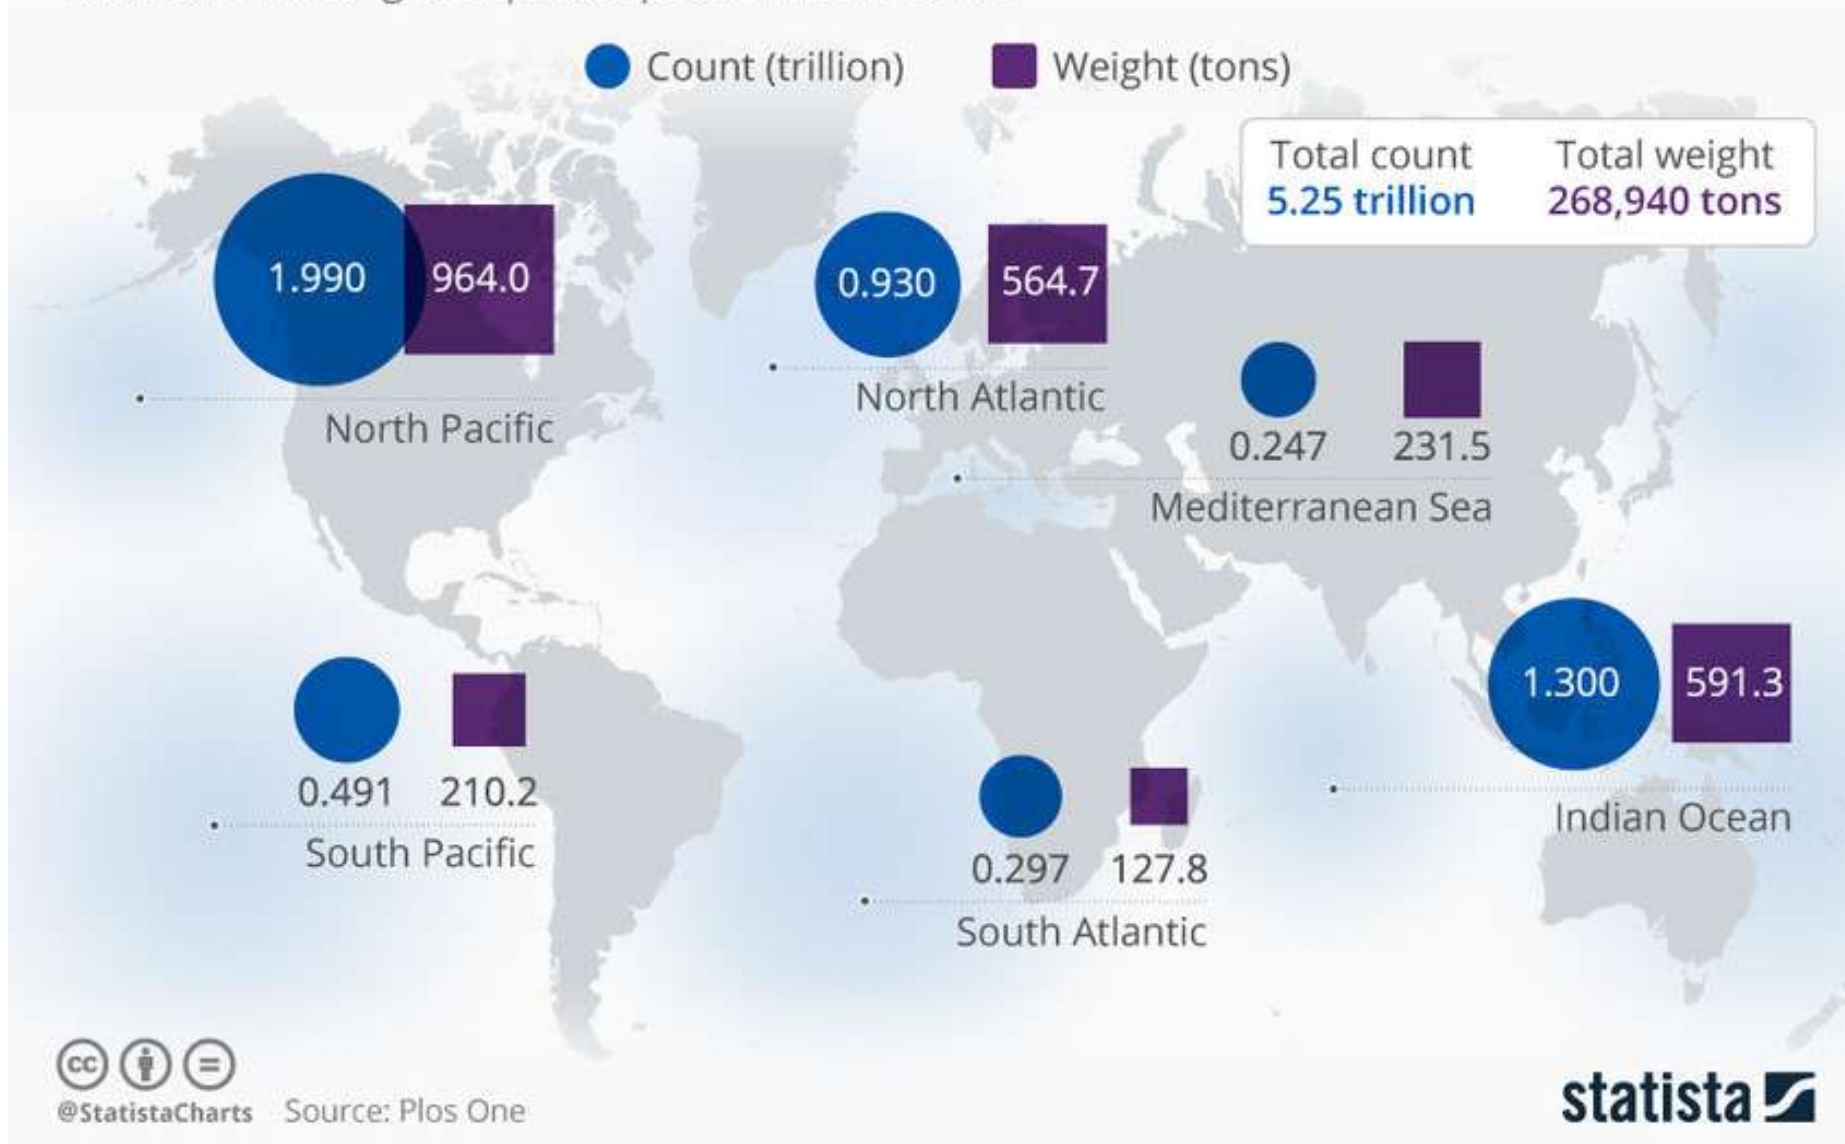 Count (trillion) Weight (tons)
Total count Total weight
5.25 trillion 268,940 tons
1.990 964.0
North Pacific
0.930 564.7
North Atlantic
0.247 231.5
Mediterranean Sea
1.300 591.3
Indian Ocean
0.491 210.2
South Pacific
0.297 127.8
South Atlantic
cc
@StatistaCharts Source: Plos One
statista